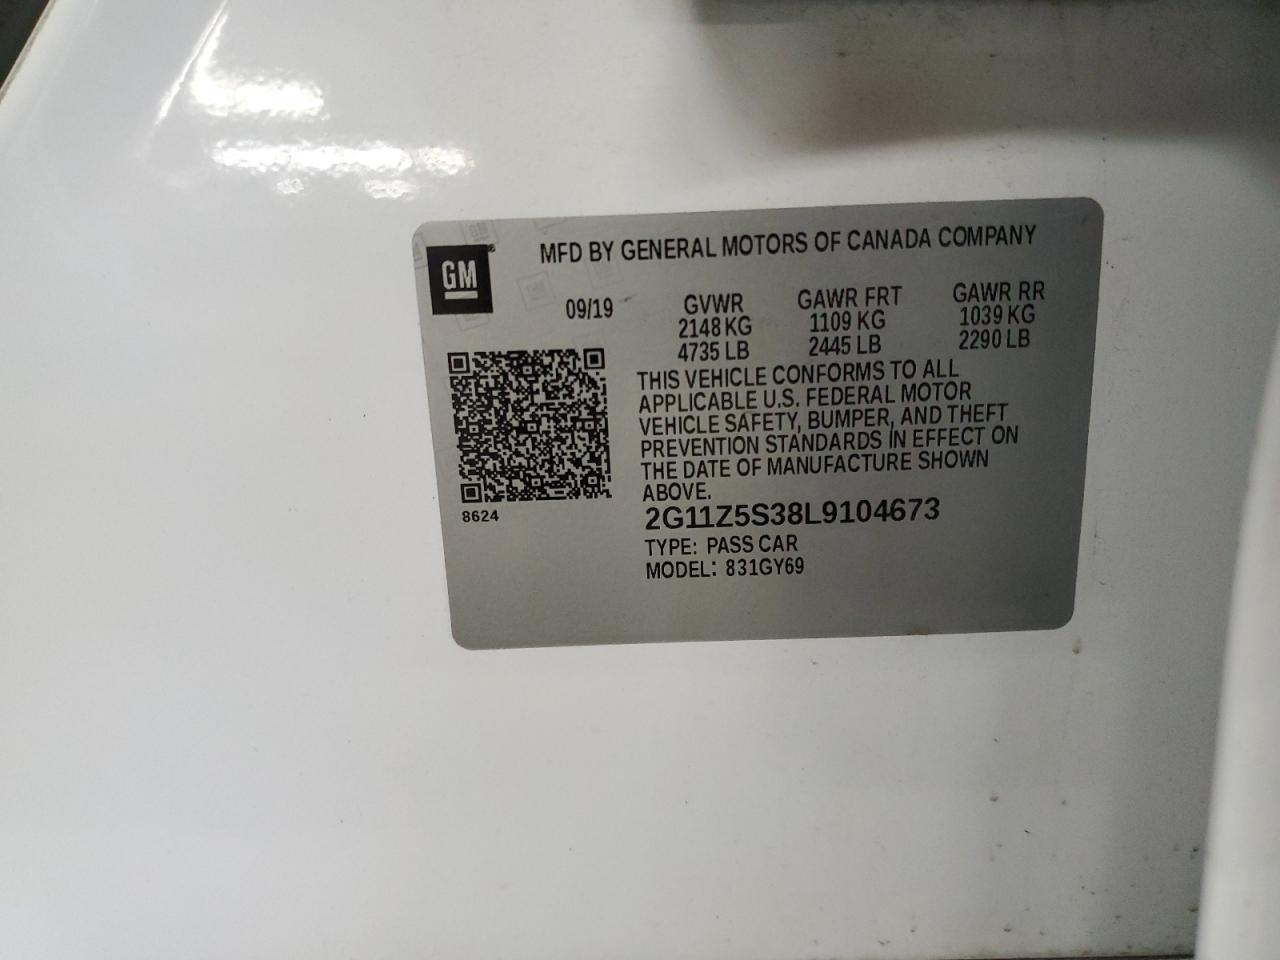 GM
MFD BY GENERAL MOTORS OF CANADA COMPANY
09/19
GVWR
2148 KG
4735 LB
GAWR FRT
1109 KG
2445 LB
GAWR RR
1039 KG
2290 LB
THIS VEHICLE CONFORMS TO ALL
APPLICABLE U.S. FEDERAL MOTOR
VEHICLE SAFETY, BUMPER, AND THEFT
PREVENTION STANDARDS IN EFFECT ON
THE DATE OF MANUFACTURE SHOWN
ABOVE.
8624
2G11Z5S38L9104673
TYPE: PASS CAR
MODEL: 831GY69